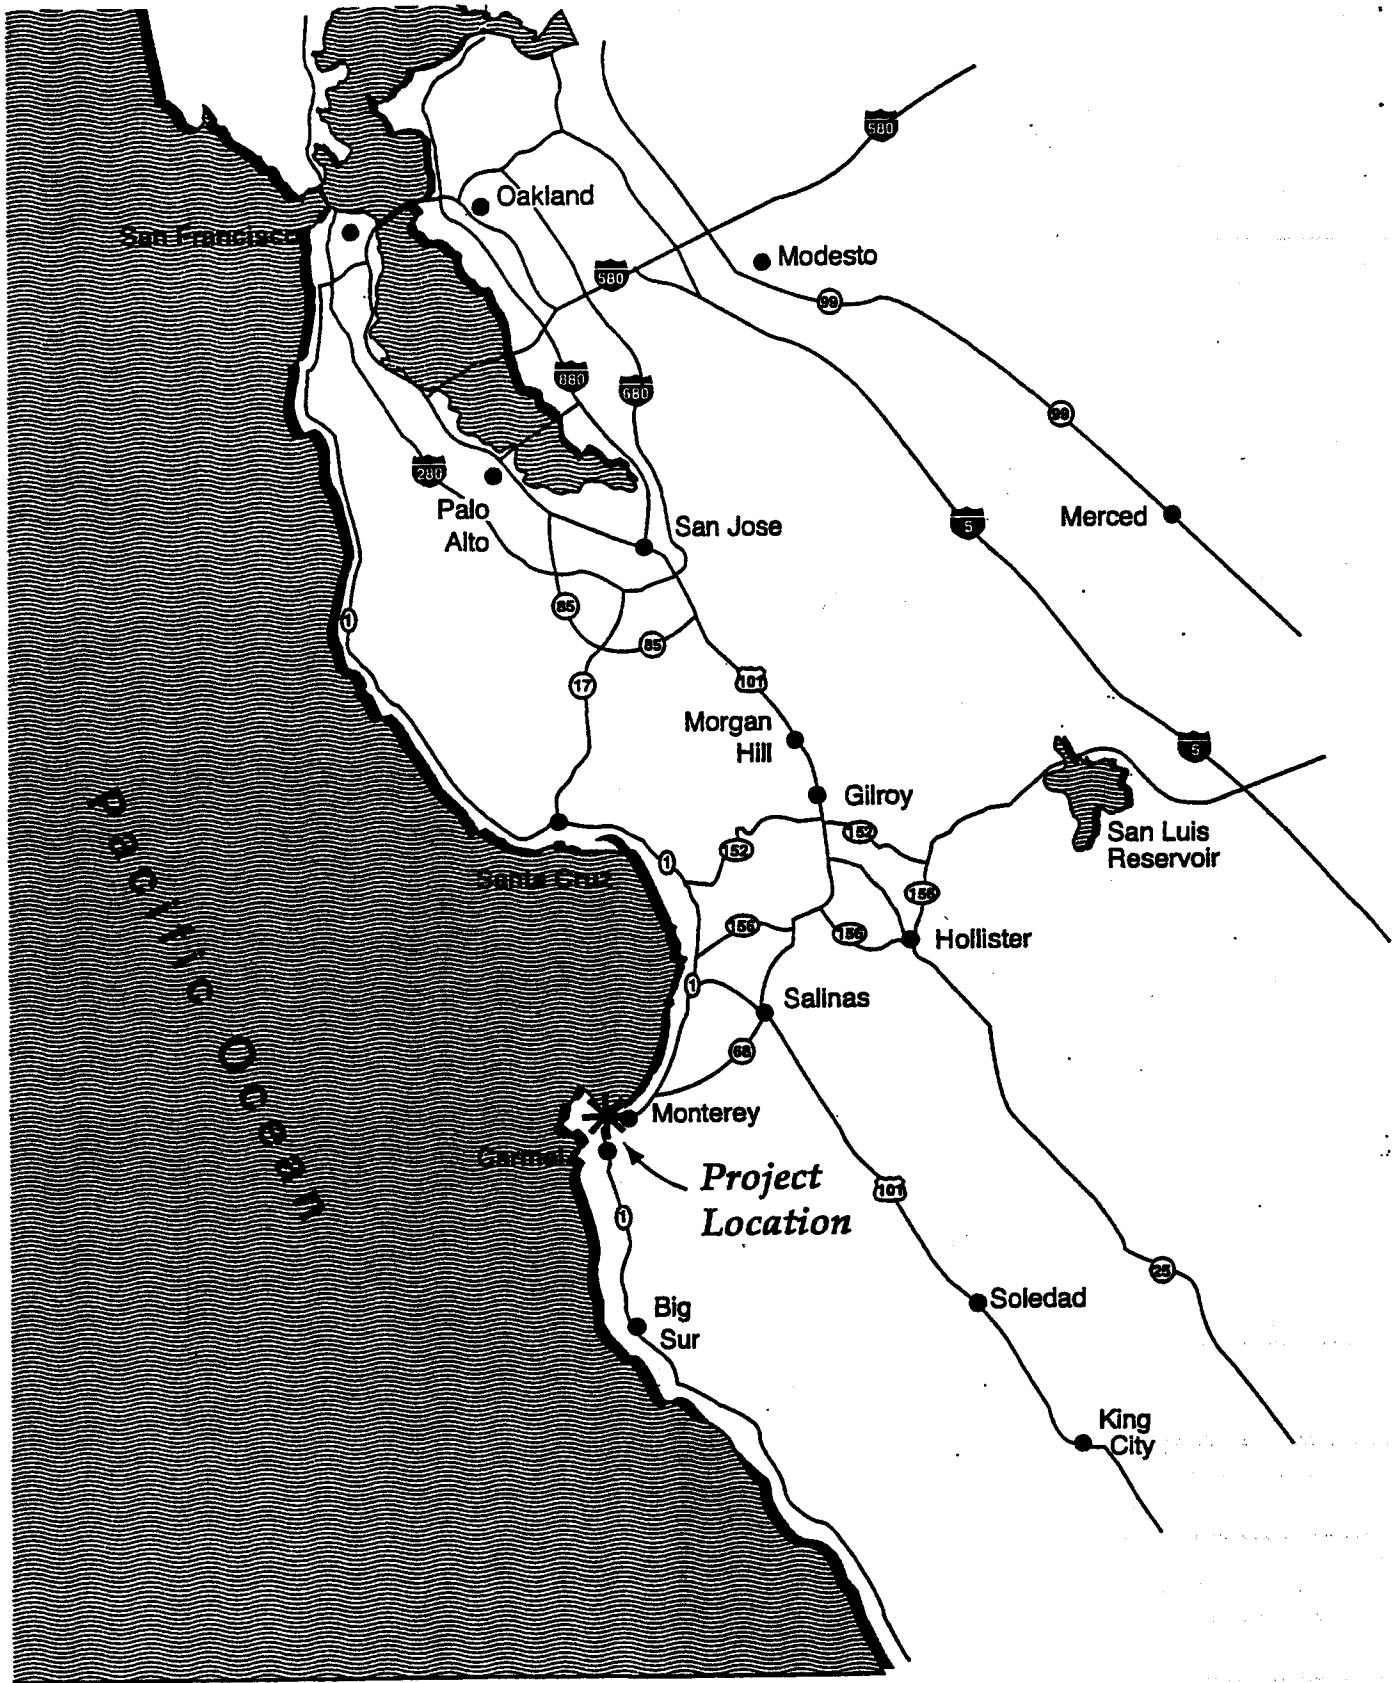 580
Oakland
San Francisco
Modesto
580
99
880
680
99
280
Palo
Alto
5
Merced
San Jose
85
1
85
17
101
Morgan
Hill
5
Gilroy
San Luis
Reservoir
152
152
1
Santa Cruz
156
156
156
Hollister
1
Salinas
68
Monterey
Carmel
Project
Location
101
1
25
Soledad
Big
Sur
King
City
Pacific Ocean